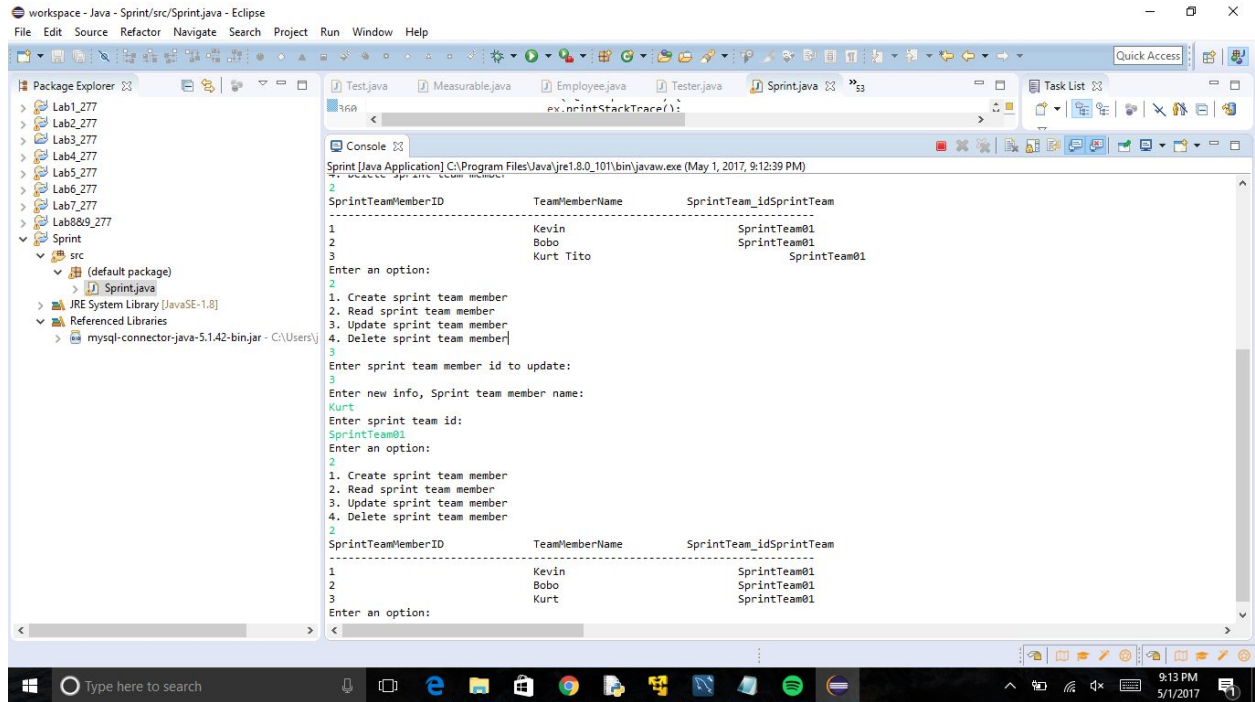 workspace - Java - Sprint/src/Sprint.java - Eclipse
File Edit Source Refactor Navigate Search Project Run Window Help
Quick Access
Package Explorer
Test.java Measurable.java Employee.java Tester.java Sprint.java »53
Task List
Lab1_277
Lab2_277
Lab3_277
Lab4_277
Lab5_277
Lab6_277
Lab7_277
Lab8&9_277
Sprint
src
(default package)
Sprint.java
JRE System Library [JavaSE-1.8]
Referenced Libraries
mysql-connector-java-5.1.42-bin.jar - C:\Users\j
360 ex.printStackTrace();
Console
Sprint [Java Application] C:\Program Files\Java\jre1.8.0_101\bin\javaw.exe (May 1, 2017, 9:12:39 PM)
4. Delete sprint team member
2
SprintTeamMemberID TeamMemberName SprintTeam_idSprintTeam
--------------------------------------------------------------------------------
1 Kevin SprintTeam01
2 Bobo SprintTeam01
3 Kurt Tito SprintTeam01
Enter an option:
2
1. Create sprint team member
2. Read sprint team member
3. Update sprint team member
4. Delete sprint team member
3
Enter sprint team member id to update:
3
Enter new info, Sprint team member name:
Kurt
Enter sprint team id:
SprintTeam01
Enter an option:
2
1. Create sprint team member
2. Read sprint team member
3. Update sprint team member
4. Delete sprint team member
2
SprintTeamMemberID TeamMemberName SprintTeam_idSprintTeam
--------------------------------------------------------------------------------
1 Kevin SprintTeam01
2 Bobo SprintTeam01
3 Kurt SprintTeam01
Enter an option:
Type here to search
9:13 PM
5/1/2017